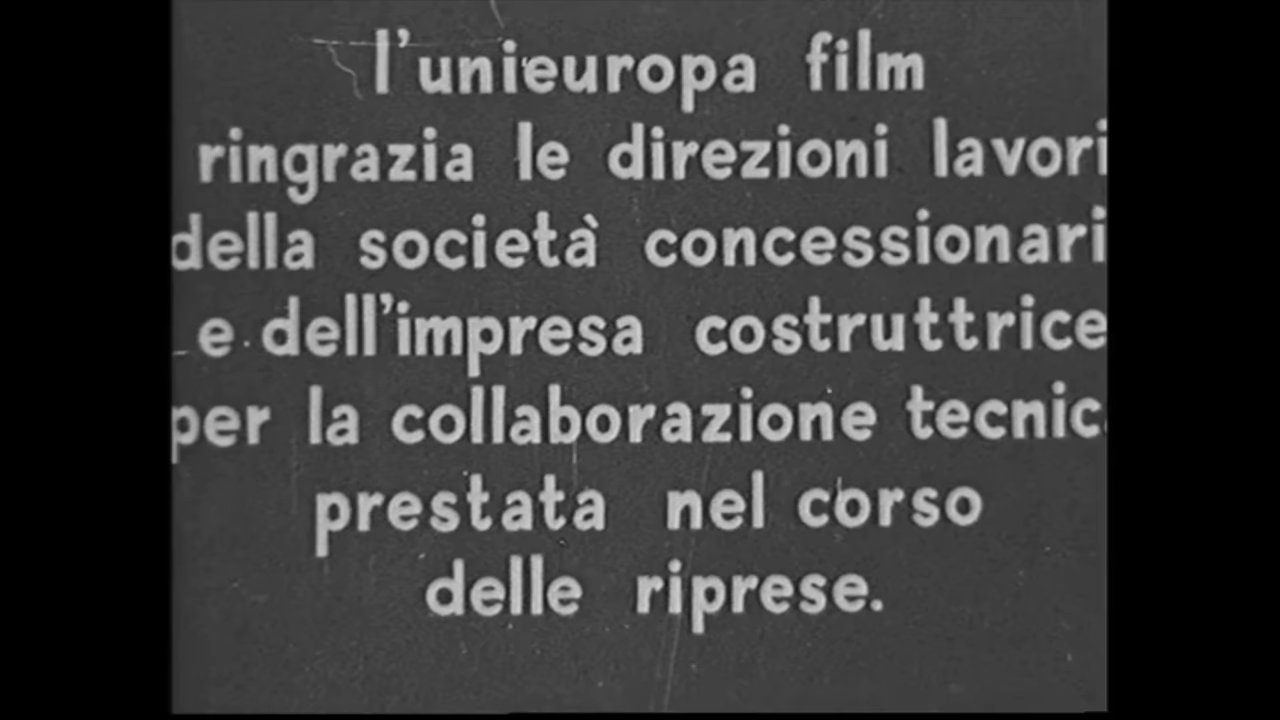 l'unieuropa film
ringrazia le direzioni lavori
della società concessionari
e dell'impresa costruttrice
per la collaborazione tecnic
prestata nel corso
delle riprese.